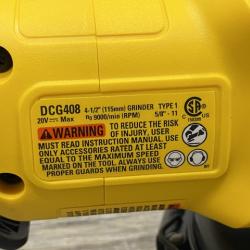 DCG408 4-1/2" (115mm) GRINDER TYPE 1
20V⎓ Max n₀ 9000/min (RPM) 5/8" - 11
WARNING TO REDUCE THE RISK
OF INJURY, USER
MUST READ INSTRUCTION MANUAL. USE
ONLY ACCESSORIES RATED AT LEAST
EQUAL TO THE MAXIMUM SPEED
MARKED ON THE TOOL. ALWAYS USE
PROPER GUARDS WHEN GRINDING.